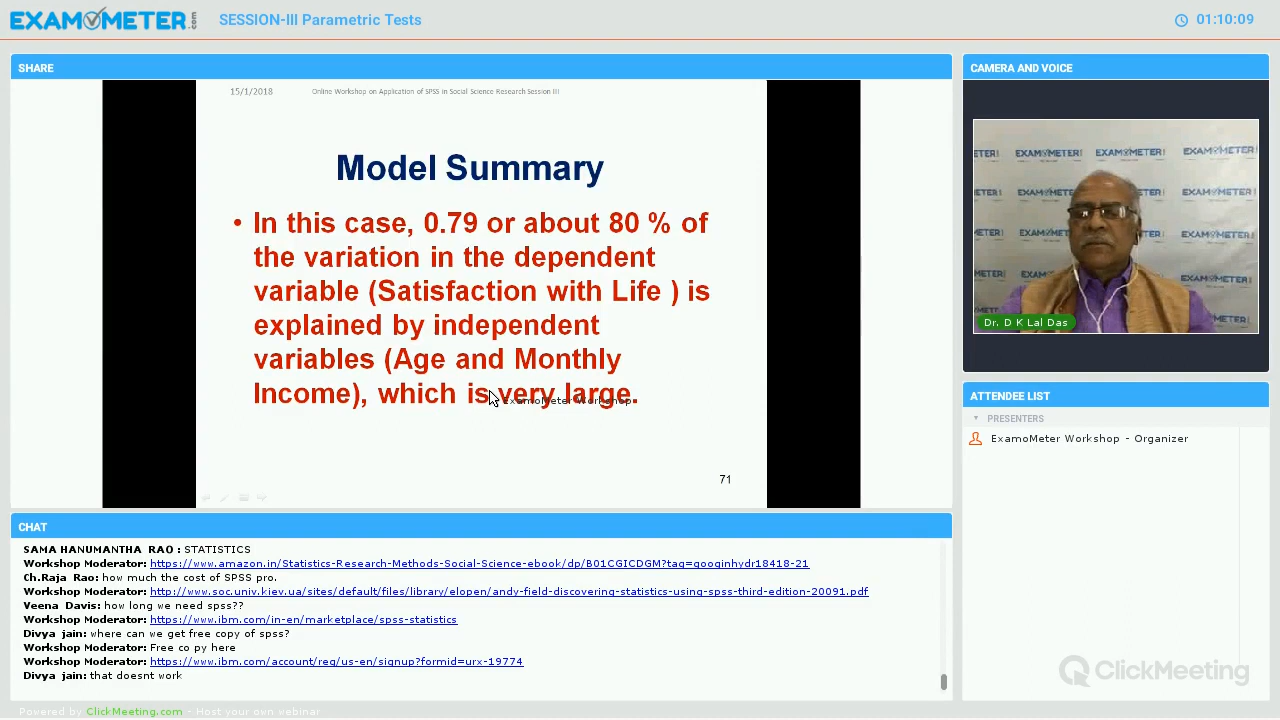 EXAMOMETER.com
SESSION-III Parametric Tests
01:10:09
SHARE
15/1/2018
Online Workshop on Application of SPSS in Social Science Research Session III
Model Summary
• In this case, 0.79 or about 80 % of
the variation in the dependent
variable (Satisfaction with Life ) is
explained by independent
variables (Age and Monthly
Income), which is very large.
ExamoMeter Workshop
71
CAMERA AND VOICE
ETER! EXAMOMETER! EXAMOMETER! EXAMOMETER
Dr. D K Lal Das
ATTENDEE LIST
PRESENTERS
ExamoMeter Workshop - Organizer
CHAT
SAMA HANUMANTHA RAO : STATISTICS
Workshop Moderator: https://www.amazon.in/Statistics-Research-Methods-Social-Science-ebook/dp/B01CGICDGM?tag=googinhydr18418-21
Ch.Raja Rao: how much the cost of SPSS pro.
Workshop Moderator: http://www.soc.univ.kiev.ua/sites/default/files/library/elopen/andy-field-discovering-statistics-using-spss-third-edition-20091.pdf
Veena Davis: how long we need spss??
Workshop Moderator: https://www.ibm.com/in-en/marketplace/spss-statistics
Divya jain: where can we get free copy of spss?
Workshop Moderator: Free co py here
Workshop Moderator: https://www.ibm.com/account/reg/us-en/signup?formid=urx-19774
Divya jain: that doesnt work
ClickMeeting
Powered by ClickMeeting.com - Host your own webinar